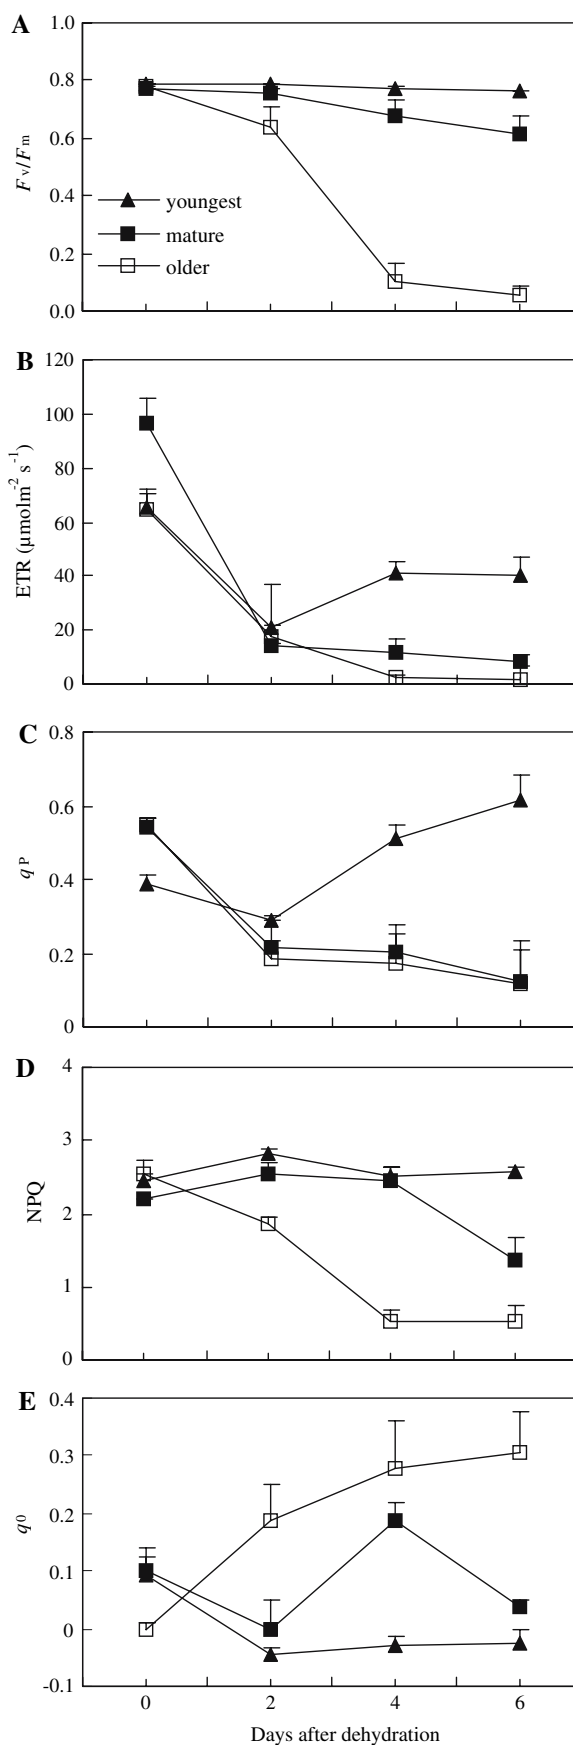 A
1.0
0.8
0.6
0.4
0.2
0.0
Fv/Fm
youngest
mature
older
B
120
100
80
60
40
20
0
ETR (μmolm⁻² s⁻¹)
C
0.8
0.6
0.4
0.2
0
qP
D
4
3
2
1
0
NPQ
E
0.4
0.3
0.2
0.1
0
-0.1
q0
0 2 4 6
Days after dehydration